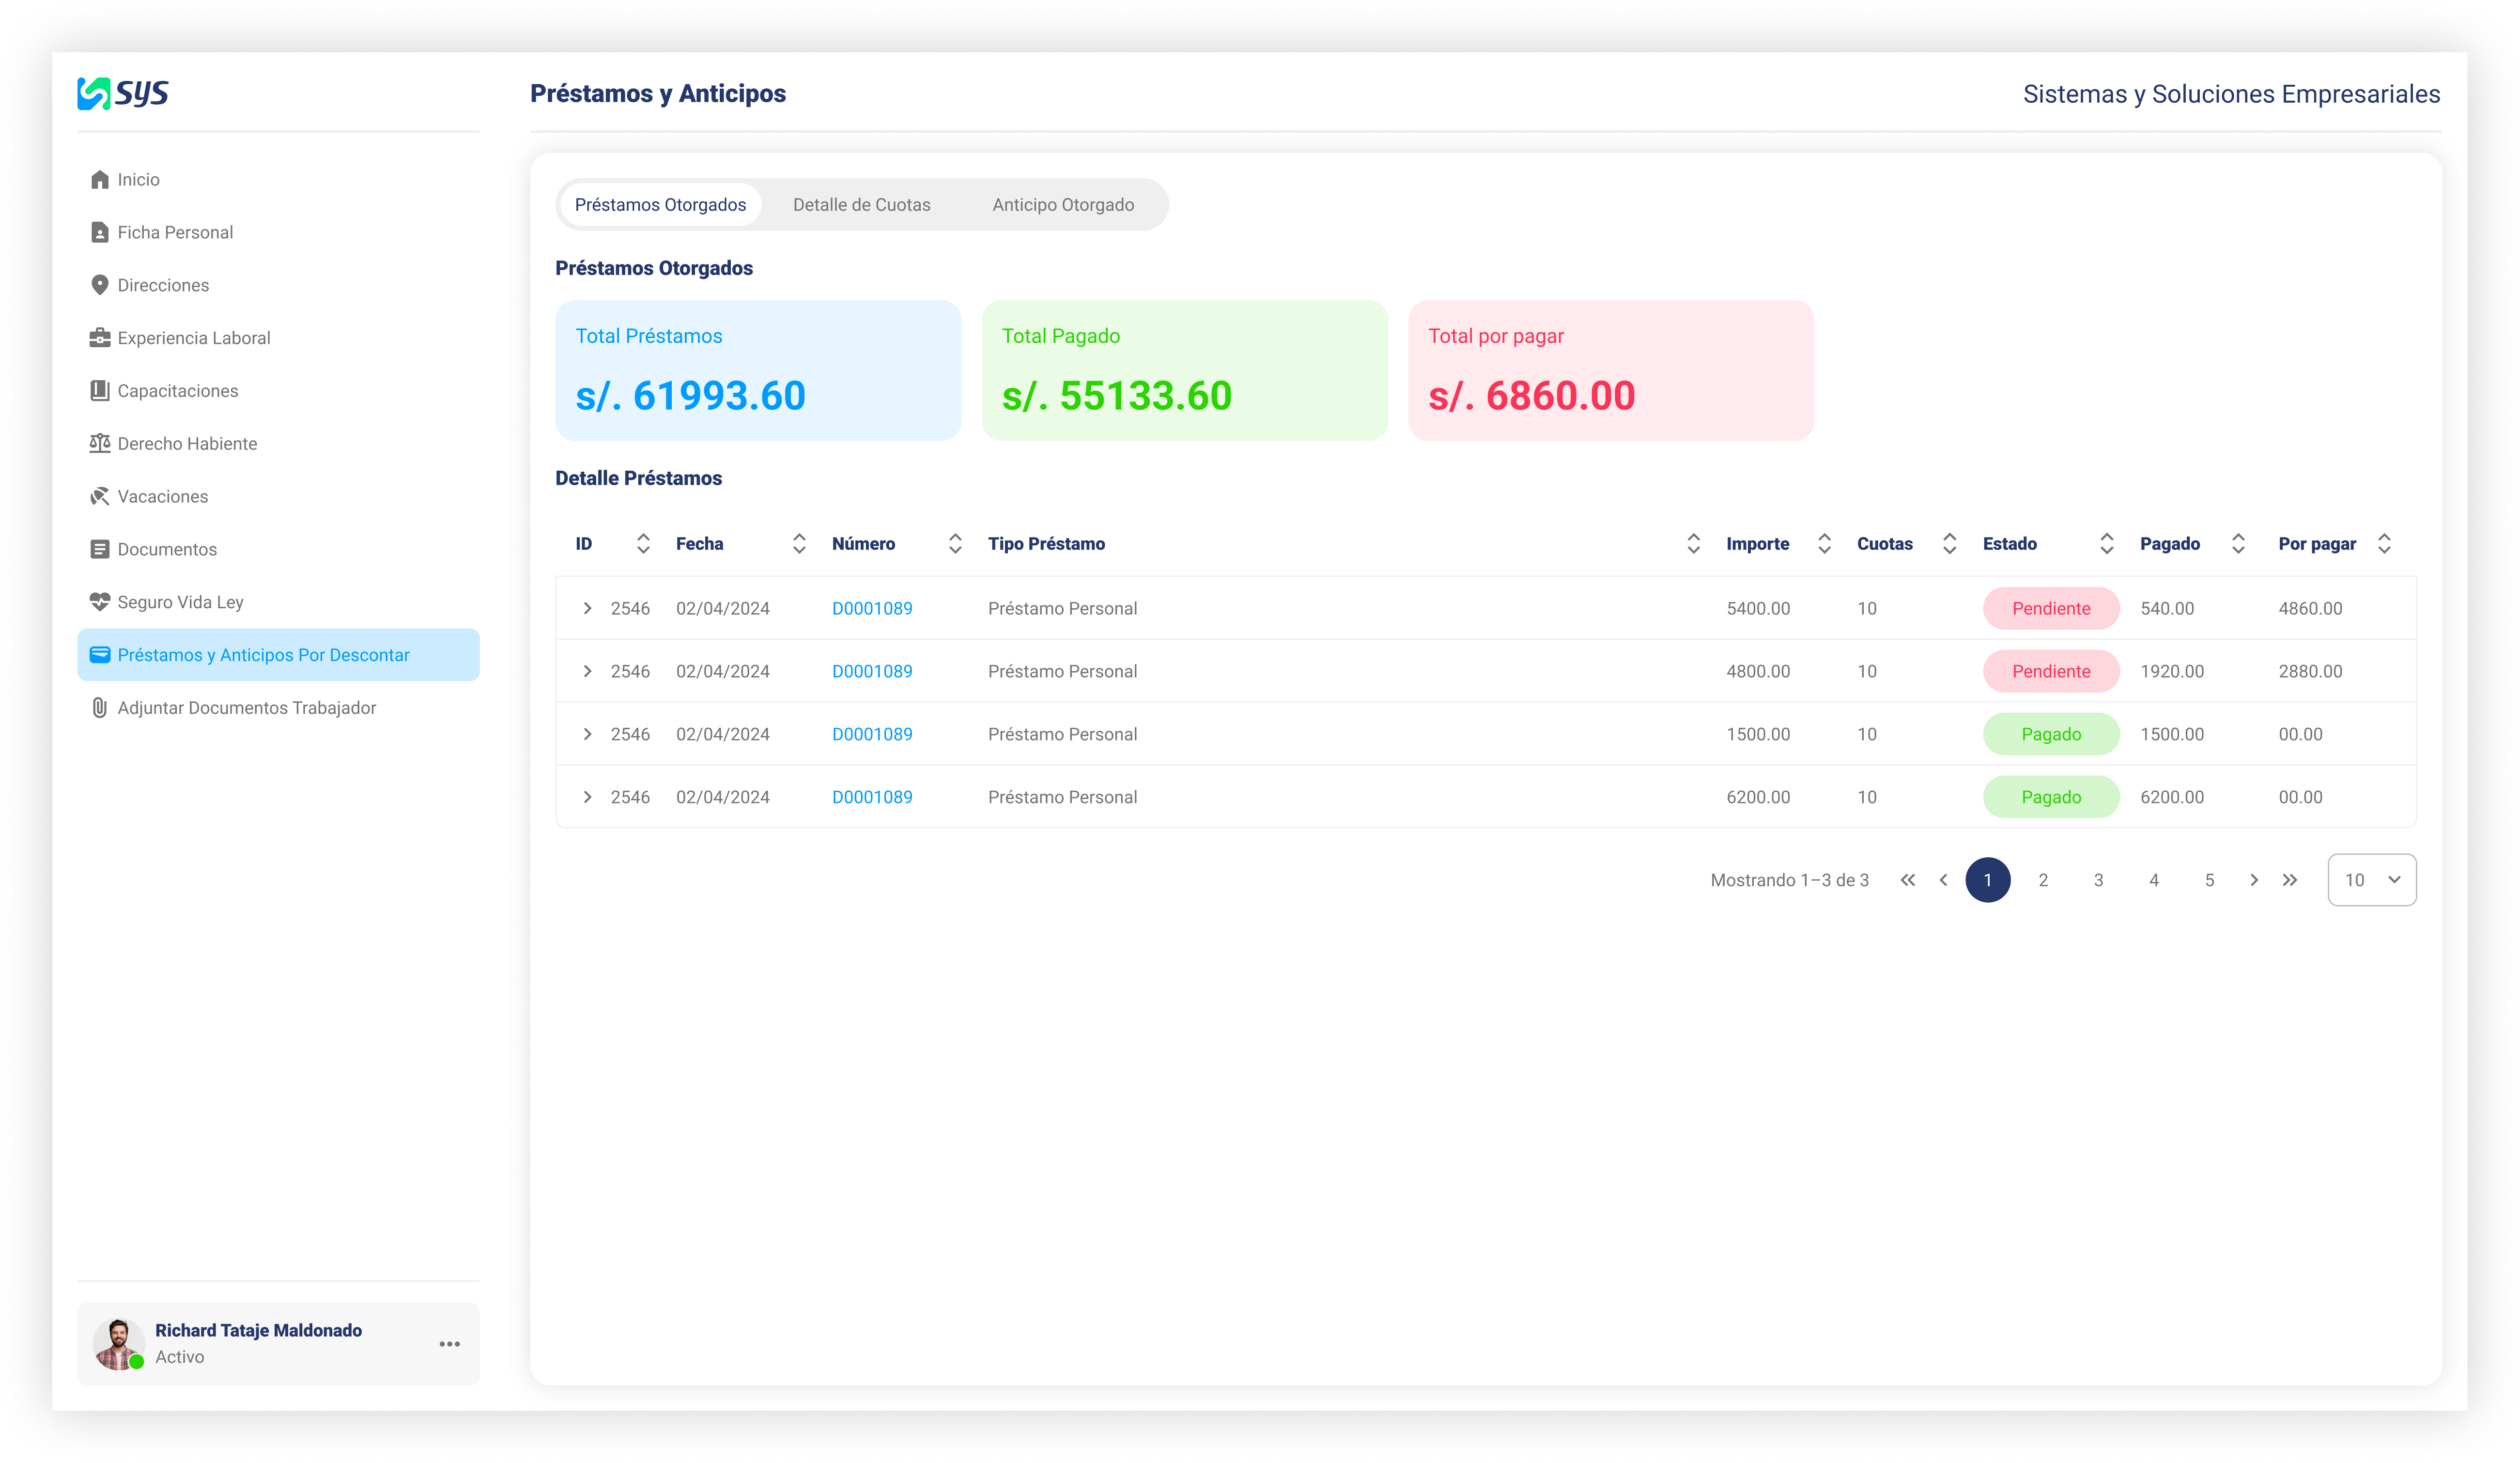 sys
Préstamos y Anticipos
Sistemas y Soluciones Empresariales
Inicio
Ficha Personal
Direcciones
Experiencia Laboral
Capacitaciones
Derecho Habiente
Vacaciones
Documentos
Seguro Vida Ley
Préstamos y Anticipos Por Descontar
Adjuntar Documentos Trabajador
Richard Tataje Maldonado
Activo
Préstamos Otorgados Detalle de Cuotas Anticipo Otorgado
Préstamos Otorgados
Total Préstamos
s/. 61993.60
Total Pagado
s/. 55133.60
Total por pagar
s/. 6860.00
Detalle Préstamos
ID Fecha Número Tipo Préstamo Importe Cuotas Estado Pagado Por pagar
2546 02/04/2024 D0001089 Préstamo Personal 5400.00 10 Pendiente 540.00 4860.00
2546 02/04/2024 D0001089 Préstamo Personal 4800.00 10 Pendiente 1920.00 2880.00
2546 02/04/2024 D0001089 Préstamo Personal 1500.00 10 Pagado 1500.00 00.00
2546 02/04/2024 D0001089 Préstamo Personal 6200.00 10 Pagado 6200.00 00.00
Mostrando 1–3 de 3 1 2 3 4 5 10